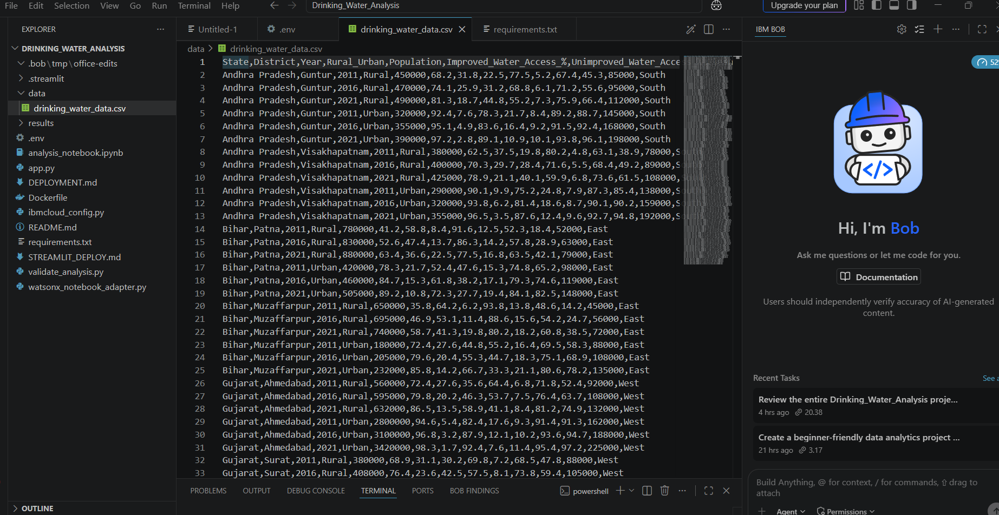 File Edit Selection View Go Run Terminal Help
Drinking_Water_Analysis
Upgrade your plan
EXPLORER
DRINKING_WATER_ANALYSIS
.bob\tmp\office-edits
.streamlit
data
drinking_water_data.csv
results
.env
analysis_notebook.ipynb
app.py
DEPLOYMENT.md
Dockerfile
ibmcloud_config.py
README.md
requirements.txt
STREAMLIT_DEPLOY.md
validate_analysis.py
watsonx_notebook_adapter.py
OUTLINE
Untitled-1 .env drinking_water_data.csv requirements.txt
data > drinking_water_data.csv
1 State,District,Year,Rural_Urban,Population,Improved_Water_Access_%,Unimproved_Water_Acce
2 Andhra Pradesh,Guntur,2011,Rural,450000,68.2,31.8,22.5,77.5,5.2,67.4,45.3,85000,South
3 Andhra Pradesh,Guntur,2016,Rural,470000,74.1,25.9,31.2,68.8,6.1,71.2,55.6,95000,South
4 Andhra Pradesh,Guntur,2021,Rural,490000,81.3,18.7,44.8,55.2,7.3,75.9,66.4,112000,South
5 Andhra Pradesh,Guntur,2011,Urban,320000,92.4,7.6,78.3,21.7,8.4,89.2,88.7,145000,South
6 Andhra Pradesh,Guntur,2016,Urban,355000,95.1,4.9,83.6,16.4,9.2,91.5,92.4,168000,South
7 Andhra Pradesh,Guntur,2021,Urban,390000,97.2,2.8,89.1,10.9,10.1,93.8,96.1,198000,South
8 Andhra Pradesh,Visakhapatnam,2011,Rural,380000,62.5,37.5,19.8,80.2,4.8,63.1,38.9,78000,S
9 Andhra Pradesh,Visakhapatnam,2016,Rural,400000,70.3,29.7,28.4,71.6,5.5,68.4,49.2,89000,S
10 Andhra Pradesh,Visakhapatnam,2021,Rural,425000,78.9,21.1,40.1,59.9,6.8,73.6,61.5,108000,
11 Andhra Pradesh,Visakhapatnam,2011,Urban,290000,90.1,9.9,75.2,24.8,7.9,87.3,85.4,138000,S
12 Andhra Pradesh,Visakhapatnam,2016,Urban,320000,93.8,6.2,81.4,18.6,8.7,90.1,90.2,159000,S
13 Andhra Pradesh,Visakhapatnam,2021,Urban,355000,96.5,3.5,87.6,12.4,9.6,92.7,94.8,192000,S
14 Bihar,Patna,2011,Rural,780000,41.2,58.8,8.4,91.6,12.5,52.3,18.4,52000,East
15 Bihar,Patna,2016,Rural,830000,52.6,47.4,13.7,86.3,14.2,57.8,28.9,63000,East
16 Bihar,Patna,2021,Rural,880000,63.4,36.6,22.5,77.5,16.8,63.5,42.1,79000,East
17 Bihar,Patna,2011,Urban,420000,78.3,21.7,52.4,47.6,15.3,74.8,65.2,98000,East
18 Bihar,Patna,2016,Urban,460000,84.7,15.3,61.8,38.2,17.1,79.3,74.6,119000,East
19 Bihar,Patna,2021,Urban,505000,89.2,10.8,72.3,27.7,19.4,84.1,82.5,148000,East
20 Bihar,Muzaffarpur,2011,Rural,650000,35.8,64.2,6.2,93.8,13.8,48.6,14.2,45000,East
21 Bihar,Muzaffarpur,2016,Rural,695000,46.9,53.1,11.4,88.6,15.6,54.2,24.7,56000,East
22 Bihar,Muzaffarpur,2021,Rural,740000,58.7,41.3,19.8,80.2,18.2,60.8,38.5,72000,East
23 Bihar,Muzaffarpur,2011,Urban,180000,72.4,27.6,44.8,55.2,16.4,69.5,58.3,88000,East
24 Bihar,Muzaffarpur,2016,Urban,205000,79.6,20.4,55.3,44.7,18.3,75.1,68.9,108000,East
25 Bihar,Muzaffarpur,2021,Urban,232000,85.8,14.2,66.7,33.3,21.1,80.6,78.2,135000,East
26 Gujarat,Ahmedabad,2011,Rural,560000,72.4,27.6,35.6,64.4,6.8,71.8,52.4,92000,West
27 Gujarat,Ahmedabad,2016,Rural,595000,79.8,20.2,46.3,53.7,7.5,76.4,63.7,108000,West
28 Gujarat,Ahmedabad,2021,Rural,632000,86.5,13.5,58.9,41.1,8.4,81.2,74.9,132000,West
29 Gujarat,Ahmedabad,2011,Urban,2800000,94.6,5.4,82.4,17.6,9.3,91.4,91.3,162000,West
30 Gujarat,Ahmedabad,2016,Urban,3100000,96.8,3.2,87.9,12.1,10.2,93.6,94.7,188000,West
31 Gujarat,Ahmedabad,2021,Urban,3420000,98.3,1.7,92.4,7.6,11.4,95.4,97.2,225000,West
32 Gujarat,Surat,2011,Rural,380000,68.9,31.1,30.2,69.8,7.2,68.5,47.8,88000,West
33 Gujarat,Surat,2016,Rural,408000,76.4,23.6,42.5,57.5,8.1,73.8,59.4,105000,West
PROBLEMS OUTPUT DEBUG CONSOLE TERMINAL PORTS BOB FINDINGS
powershell
IBM BOB
529
</>
Hi, I'm Bob
Ask me questions or let me code for you.
Documentation
Users should independently verify accuracy of AI-generated
content.
Recent Tasks
See a
Review the entire Drinking_Water_Analysis proje...
4 hrs ago 20.38
Create a beginner-friendly data analytics project ...
21 hrs ago 3.17
Build Anything, @ for context, / for commands, ⇧ drag to
attach
Agent Permissions